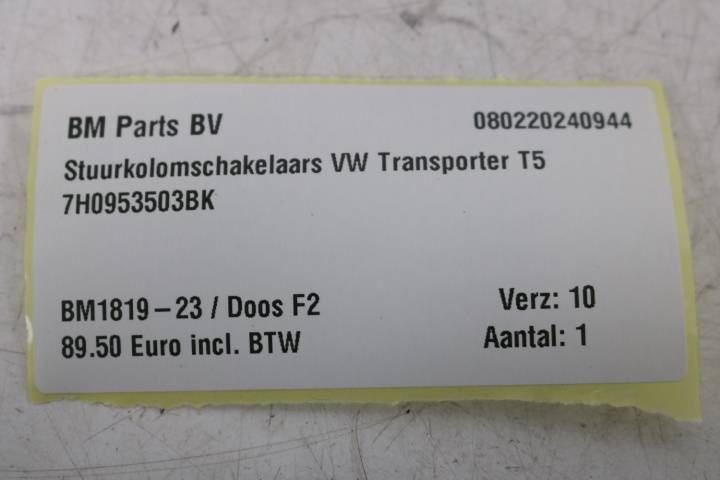 BM Parts BV 080220240944
Stuurkolomschakelaars VW Transporter T5
7H0953503BK
BM1819-23 / Doos F2 Verz: 10
89.50 Euro incl. BTW Aantal: 1